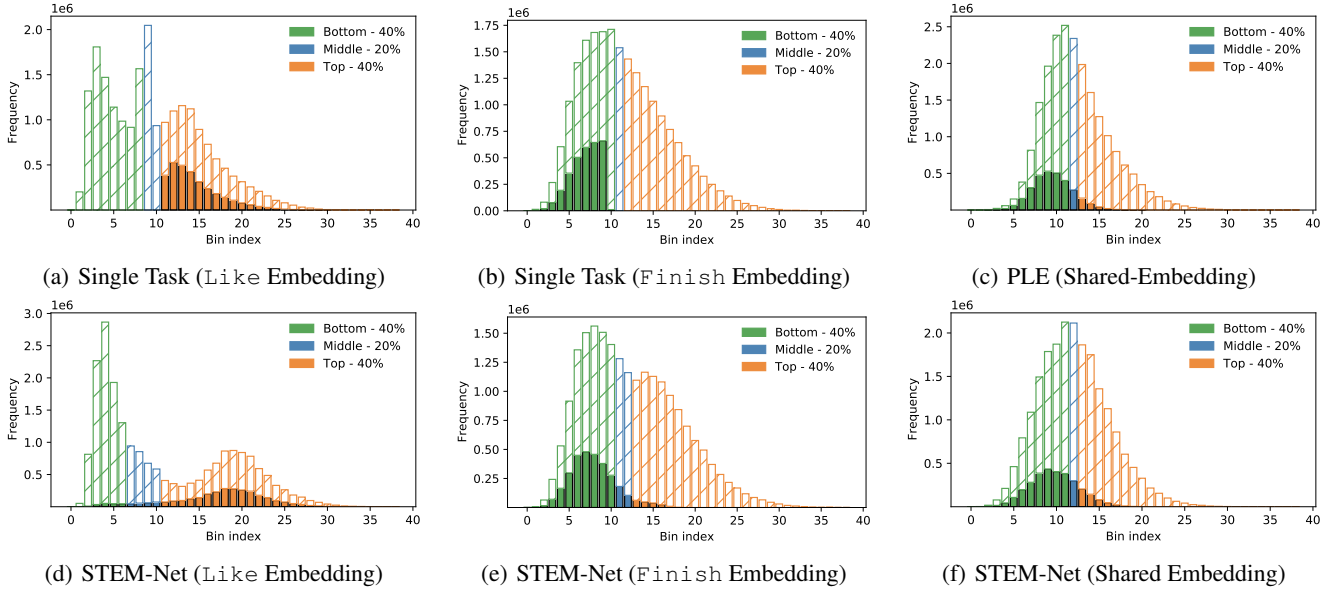 1e6
2.0
1.5
1.0
0.5
Frequency
0 5 10 15 20 25 30 35 40
Bin index
Bottom - 40%
Middle - 20%
Top - 40%
(a) Single Task (Like Embedding)
1e6
1.75
1.50
1.25
1.00
0.75
0.50
0.25
0.00
Frequency
0 5 10 15 20 25 30 35 40
Bin index
Bottom - 40%
Middle - 20%
Top - 40%
(b) Single Task (Finish Embedding)
1e6
2.5
2.0
1.5
1.0
0.5
Frequency
0 5 10 15 20 25 30 35 40
Bin index
Bottom - 40%
Middle - 20%
Top - 40%
(c) PLE (Shared-Embedding)
1e6
3.0
2.5
2.0
1.5
1.0
0.5
Frequency
0 5 10 15 20 25 30 35 40
Bin index
Bottom - 40%
Middle - 20%
Top - 40%
(d) STEM-Net (Like Embedding)
1e6
1.50
1.25
1.00
0.75
0.50
0.25
Frequency
0 5 10 15 20 25 30 35 40
Bin index
Bottom - 40%
Middle - 20%
Top - 40%
(e) STEM-Net (Finish Embedding)
1e6
2.0
1.5
1.0
0.5
Frequency
0 5 10 15 20 25 30 35 40
Bin index
Bottom - 40%
Middle - 20%
Top - 40%
(f) STEM-Net (Shared Embedding)